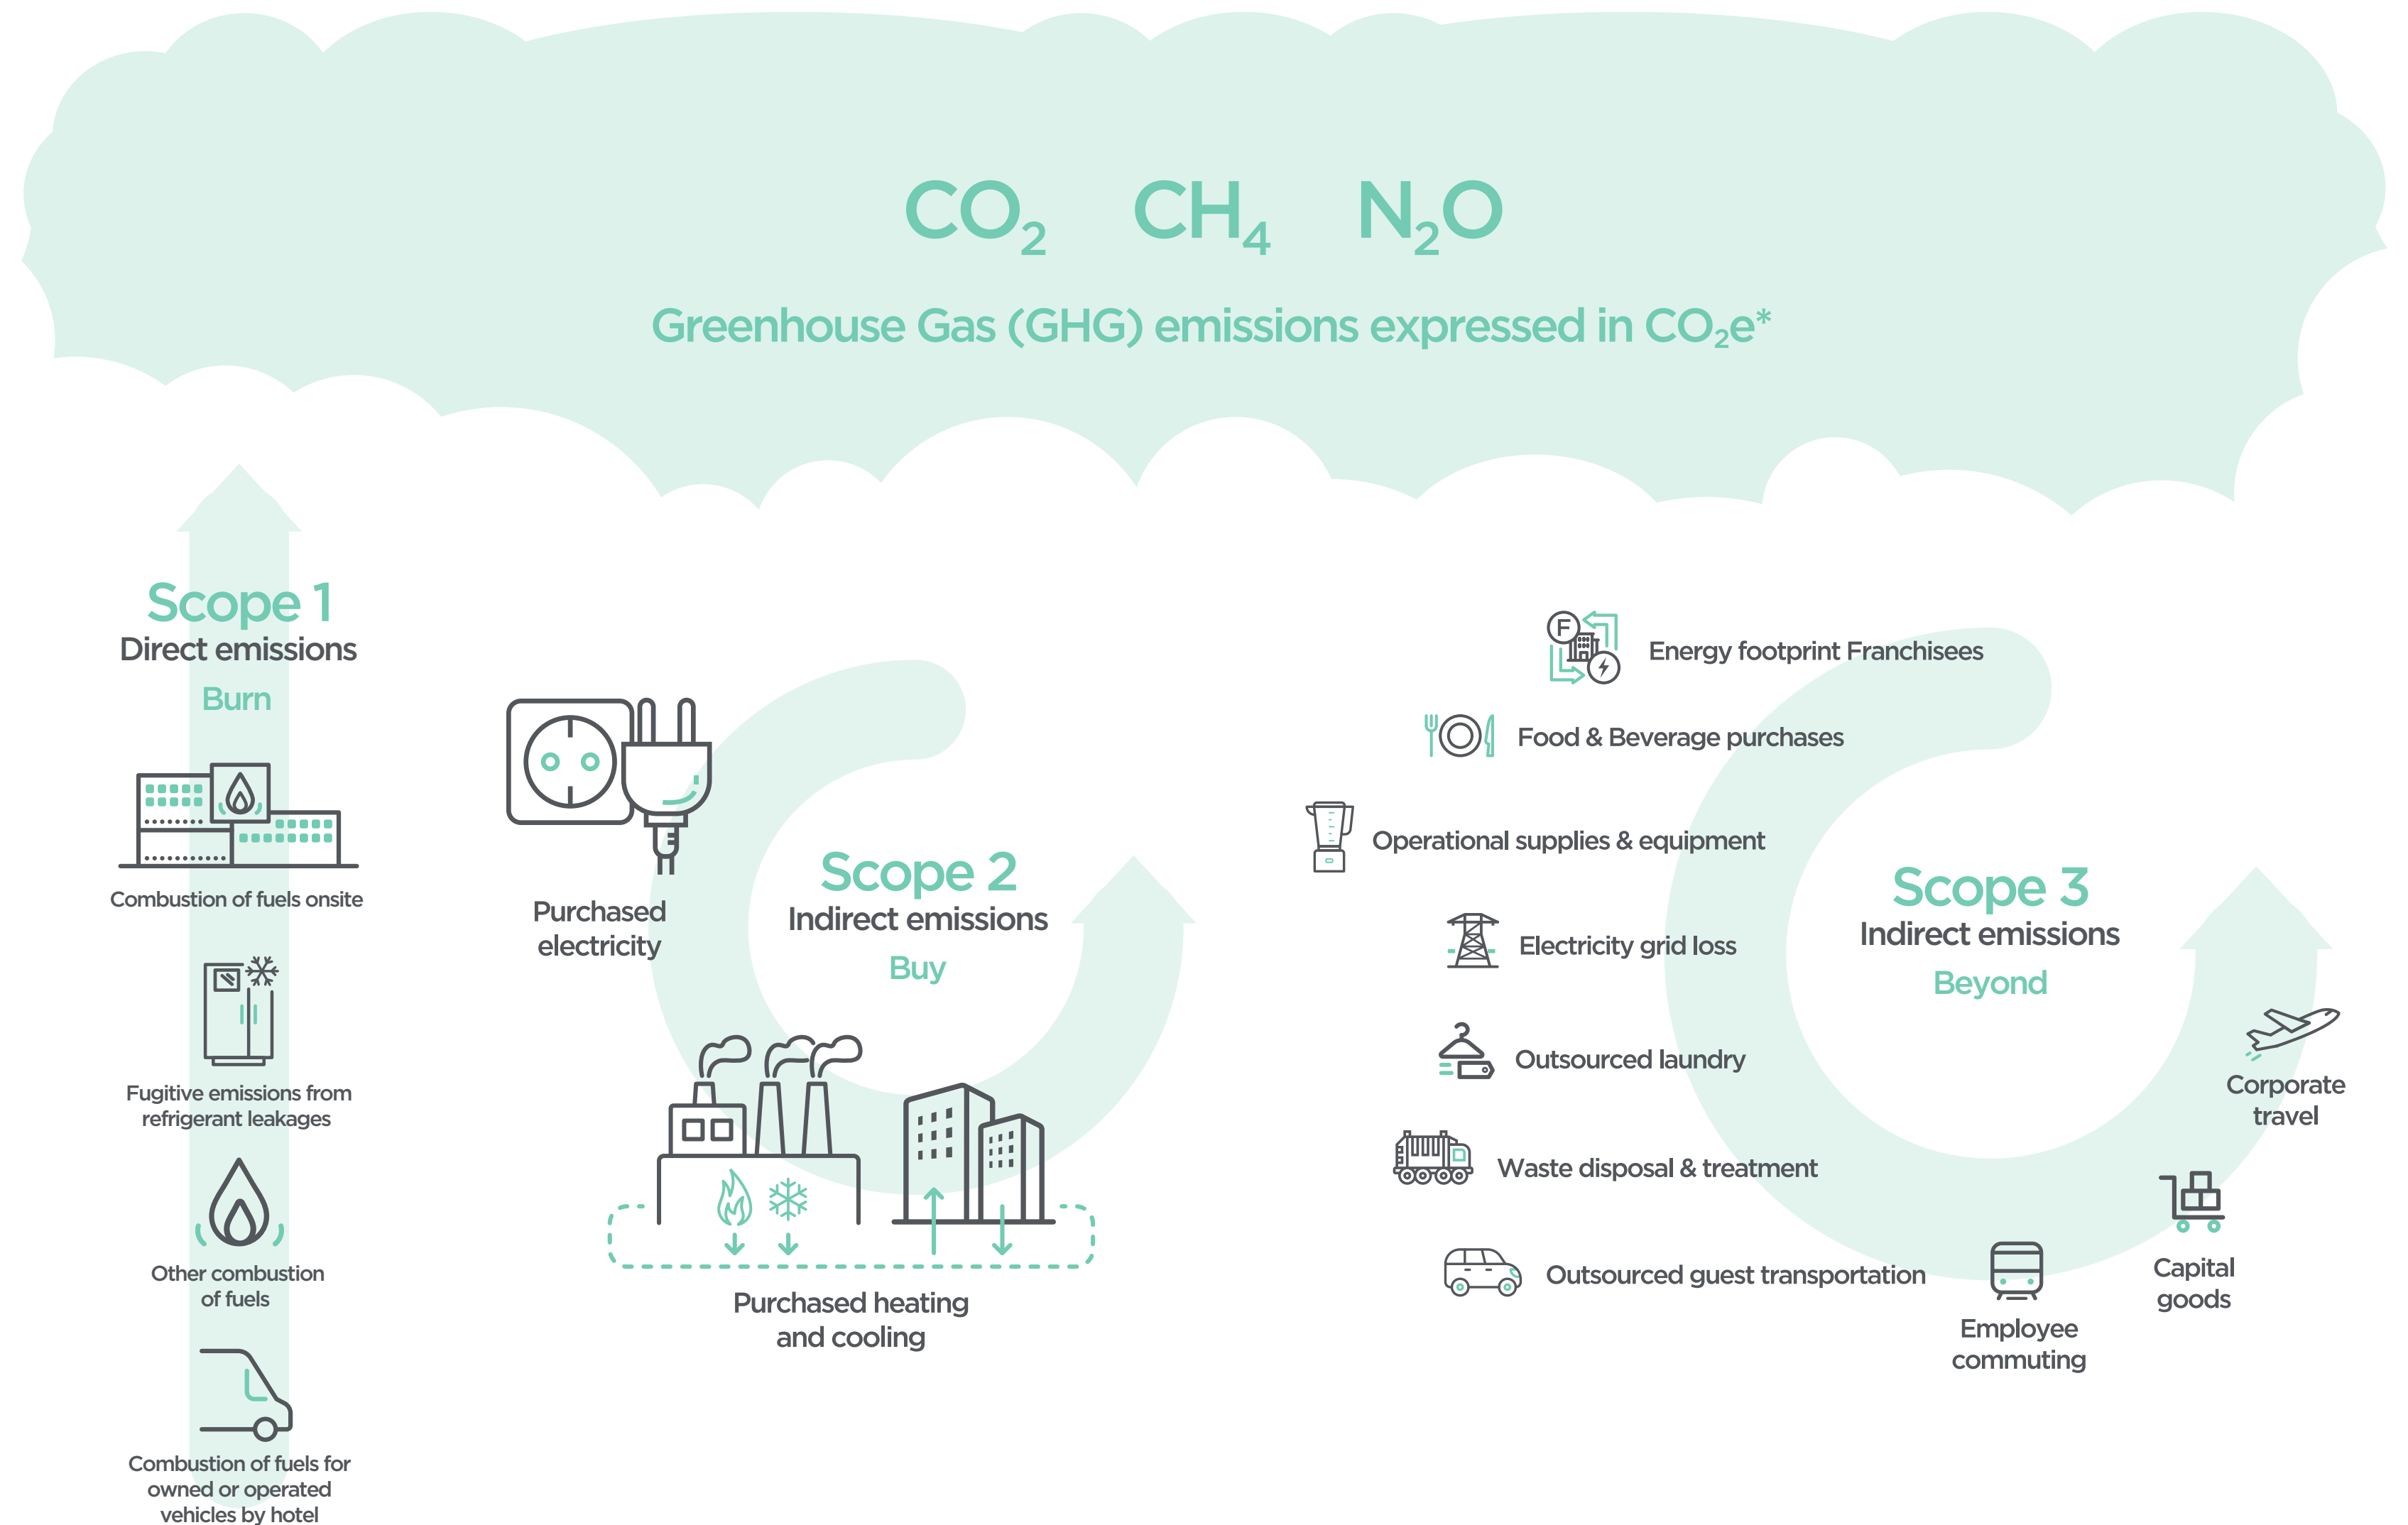 CO₂ CH₄ N₂O
Greenhouse Gas (GHG) emissions expressed in CO₂e*
Scope 1
Direct emissions
Burn
Combustion of fuels onsite
Fugitive emissions from
refrigerant leakages
Other combustion
of fuels
Combustion of fuels for
owned or operated
vehicles by hotel
Purchased
electricity
Scope 2
Indirect emissions
Buy
Purchased heating
and cooling
F
Energy footprint Franchisees
Food & Beverage purchases
Operational supplies & equipment
Electricity grid loss
Outsourced laundry
Waste disposal & treatment
Outsourced guest transportation
Scope 3
Indirect emissions
Beyond
Employee
commuting
Capital
goods
Corporate
travel